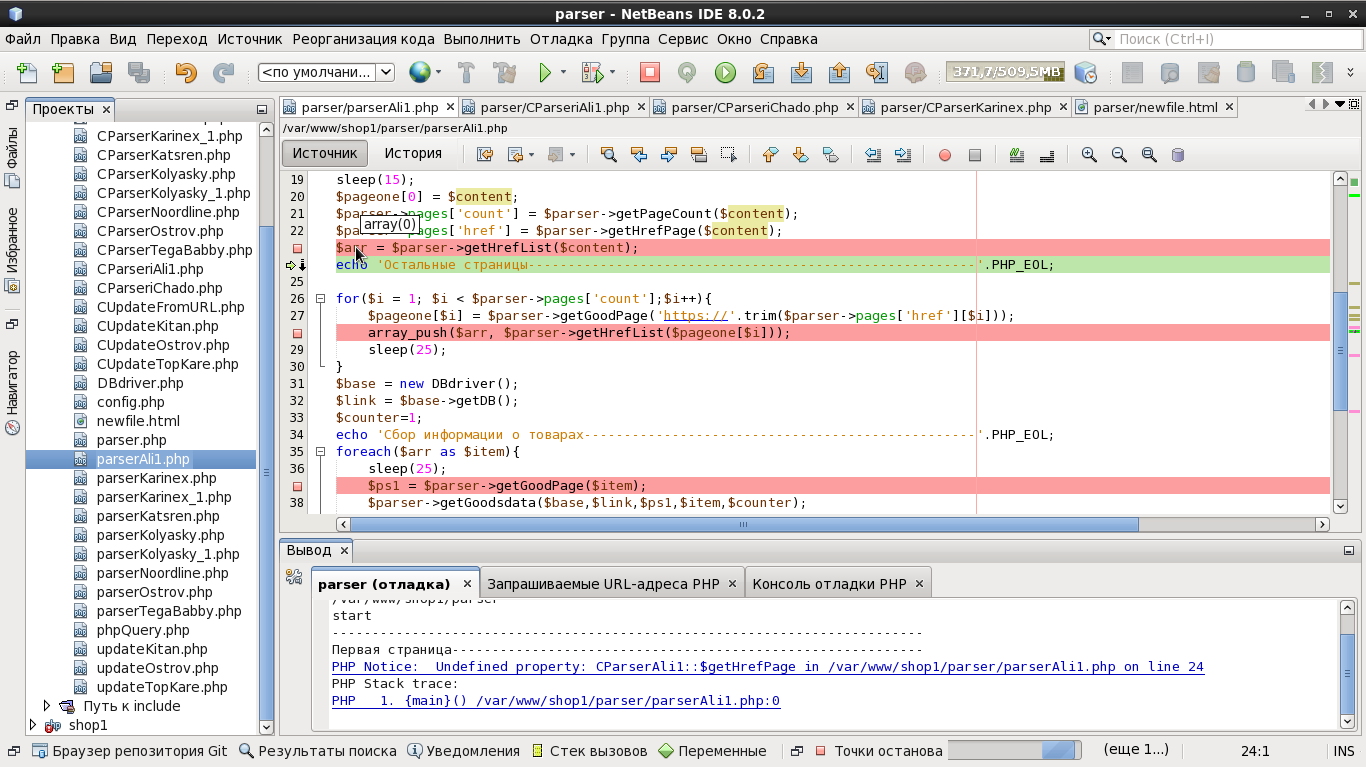 parser - NetBeans IDE 8.0.2
Файл Правка Вид Переход Источник Реорганизация кода Выполнить Отладка Группа Сервис Окно Справка
Поиск (Ctrl+I)
<по умолчани...
371,7/509,5MB
Файлы
Избранное
Навигатор
Проекты
CParserKarinex_1.php
CParserKatsren.php
CParserKolyasky.php
CParserKolyasky_1.php
CParserNoordline.php
CParserOstrov.php
CParserTegaBabby.php
CParseriAli1.php
CParseriChado.php
CUpdateFromURL.php
CUpdateKitan.php
CUpdateOstrov.php
CUpdateTopKare.php
DBdriver.php
config.php
newfile.html
parser.php
parserAli1.php
parserKarinex.php
parserKarinex_1.php
parserKatsren.php
parserKolyasky.php
parserKolyasky_1.php
parserNoordline.php
parserOstrov.php
parserTegaBabby.php
phpQuery.php
updateKitan.php
updateOstrov.php
updateTopKare.php
Путь к include
shop1
parser/parserAli1.php parser/CParseriAli1.php parser/CParseriChado.php parser/CParserKarinex.php parser/newfile.html
/var/www/shop1/parser/parserAli1.php
Источник История
19 sleep(15);
20 $pageone[0] = $content;
21 $parser->pages['count'] = $parser->getPageCount($content);
array(0)
22 $parser->pages['href'] = $parser->getHrefPage($content);
$arr = $parser->getHrefList($content);
echo 'Остальные страницы-------------------------------------------------------'.PHP_EOL;
25
26 for($i = 1; $i < $parser->pages['count'];$i++){
27 $pageone[$i] = $parser->getGoodPage('https://'.trim($parser->pages['href'][$i]));
array_push($arr, $parser->getHrefList($pageone[$i]));
29 sleep(25);
30 }
31 $base = new DBdriver();
32 $link = $base->getDB();
33 $counter=1;
34 echo 'Сбор информации о товарах------------------------------------------------'.PHP_EOL;
35 foreach($arr as $item){
36 sleep(25);
$ps1 = $parser->getGoodPage($item);
38 $parser->getGoodsdata($base,$link,$ps1,$item,$counter);
Вывод
parser (отладка) Запрашиваемые URL-адреса PHP Консоль отладки PHP
/var/www/shop1/parser
start
-------------------------------------------------------------------------
Первая страница----------------------------------------------------------
PHP Notice:  Undefined property: CParserAli1::$getHrefPage in /var/www/shop1/parser/parserAli1.php on line 24
PHP Stack trace:
PHP   1. {main}() /var/www/shop1/parser/parserAli1.php:0
Браузер репозитория Git Результаты поиска Уведомления Стек вызовов Переменные Точки останова (еще 1...) 24:1 INS